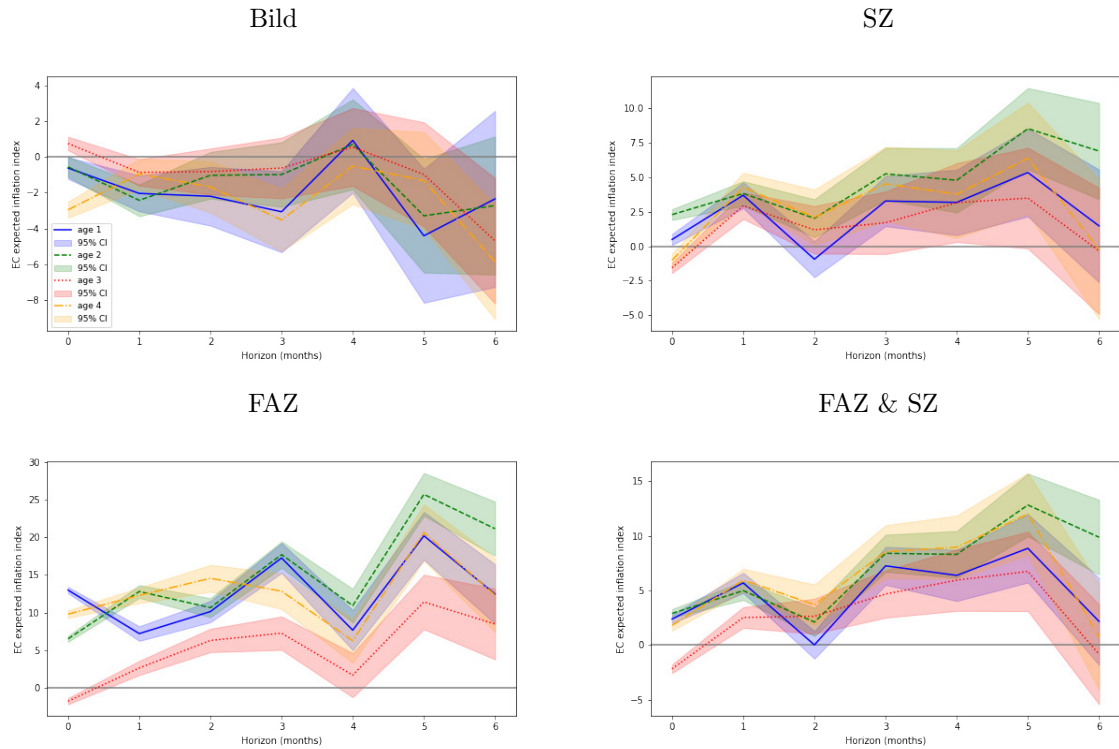 Bild
EC expected inflation index
4
2
0
−2
−4
−6
−8
age 1
95% CI
age 2
95% CI
age 3
95% CI
age 4
95% CI
0 1 2 3 4 5 6
Horizon (months)
SZ
EC expected inflation index
10.0
7.5
5.0
2.5
0.0
−2.5
−5.0
0 1 2 3 4 5 6
Horizon (months)
FAZ
EC expected inflation index
30
25
20
15
10
5
0
0 1 2 3 4 5 6
Horizon (months)
FAZ & SZ
EC expected inflation index
15
10
5
0
−5
0 1 2 3 4 5 6
Horizon (months)